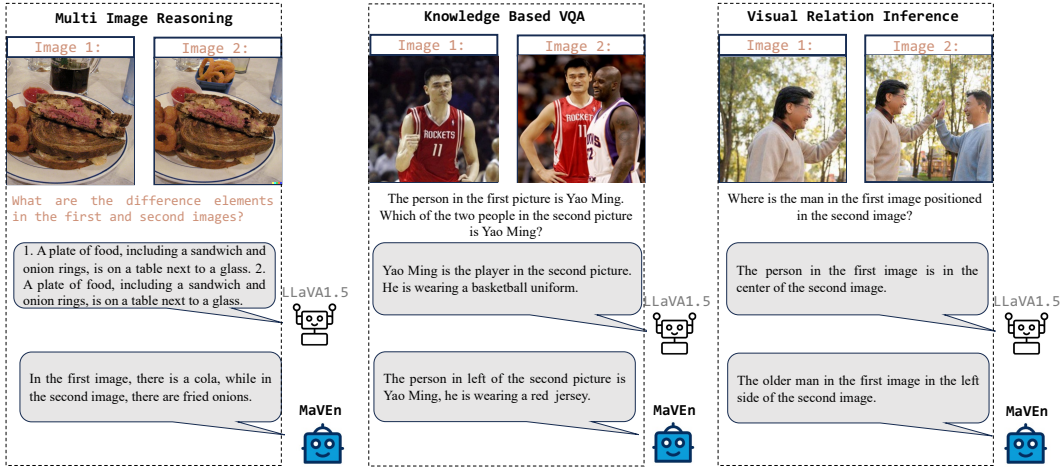 Multi Image Reasoning
Image 1:
Image 2:
What are the difference elements
in the first and second images?
1. A plate of food, including a sandwich and
onion rings, is on a table next to a glass. 2.
A plate of food, including a sandwich and
onion rings, is on a table next to a glass.
LLaVA1.5
In the first image, there is a cola, while in
the second image, there are fried onions.
MaVEn
Knowledge Based VQA
Image 1:
Image 2:
ROCKETS
11
ROCKETS
11
The person in the first picture is Yao Ming.
Which of the two people in the second picture
is Yao Ming?
Yao Ming is the player in the second picture.
He is wearing a basketball uniform.
LLaVA1.5
The person in left of the second picture is
Yao Ming, he is wearing a red jersey.
MaVEn
Visual Relation Inference
Image 1:
Image 2:
Where is the man in the first image positioned
in the second image?
The person in the first image is in the
center of the second image.
LLaVA1.5
The older man in the first image in the left
side of the second image.
MaVEn